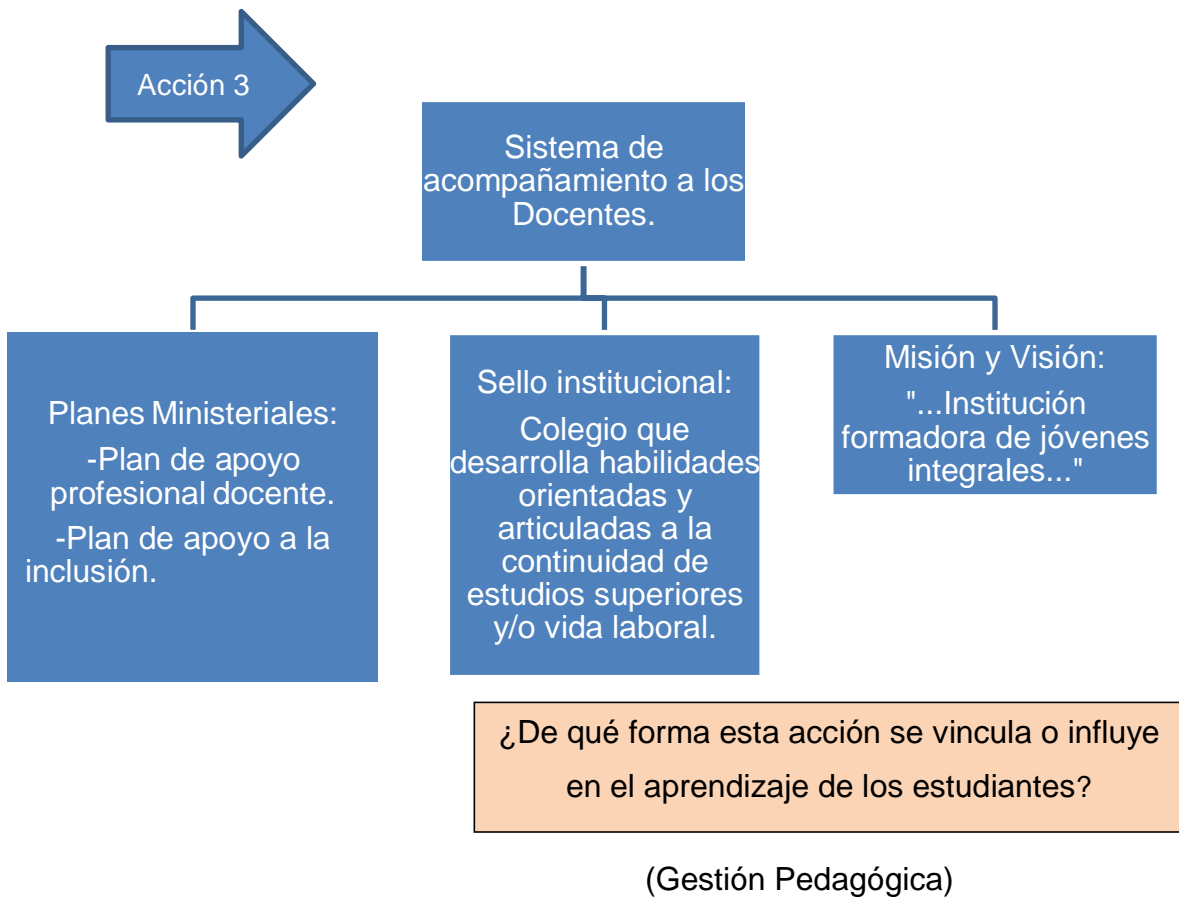 Acción 3
Sistema de
acompañamiento a los
Docentes.
Planes Ministeriales:
-Plan de apoyo
profesional docente.
-Plan de apoyo a la
inclusión.
Sello institucional:
Colegio que
desarrolla habilidades
orientadas y
articuladas a la
continuidad de
estudios superiores
y/o vida laboral.
Misión y Visión:
"...Institución
formadora de jóvenes
integrales..."
¿De qué forma esta acción se vincula o influye
en el aprendizaje de los estudiantes?
(Gestión Pedagógica)